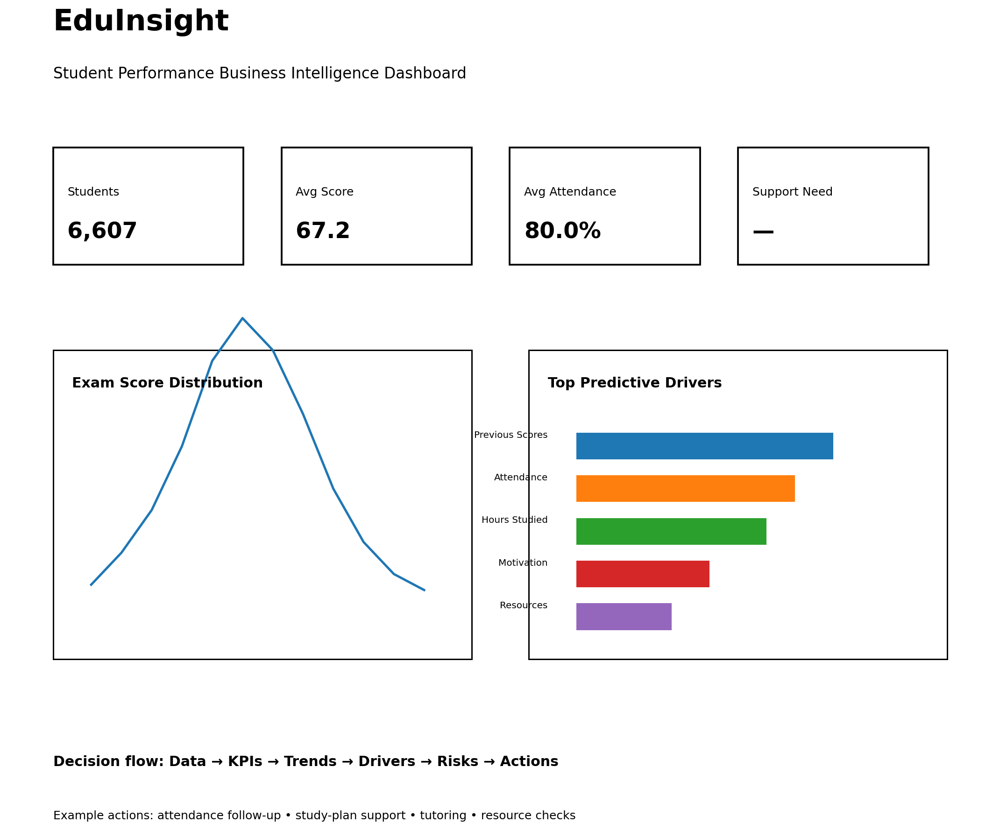 EduInsight
Student Performance Business Intelligence Dashboard
Students
6,607
Avg Score
67.2
Avg Attendance
80.0%
Support Need
—
Exam Score Distribution
Top Predictive Drivers
Previous Scores
Attendance
Hours Studied
Motivation
Resources
Decision flow: Data → KPIs → Trends → Drivers → Risks → Actions
Example actions: attendance follow-up • study-plan support • tutoring • resource checks